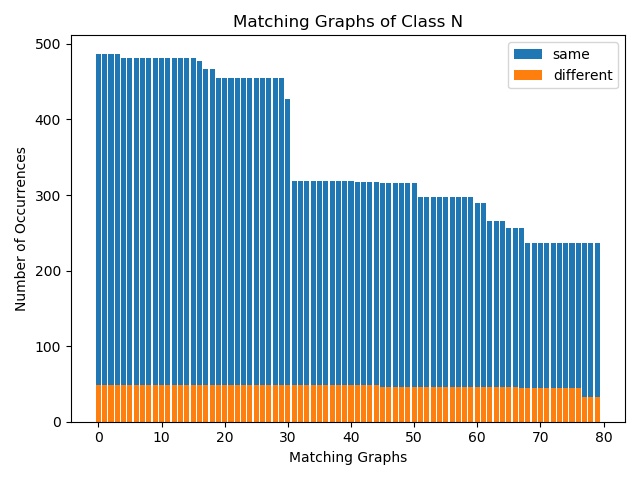 Matching Graphs of Class N
same
different
Number of Occurrences
500
400
300
200
100
0
0 10 20 30 40 50 60 70 80
Matching Graphs